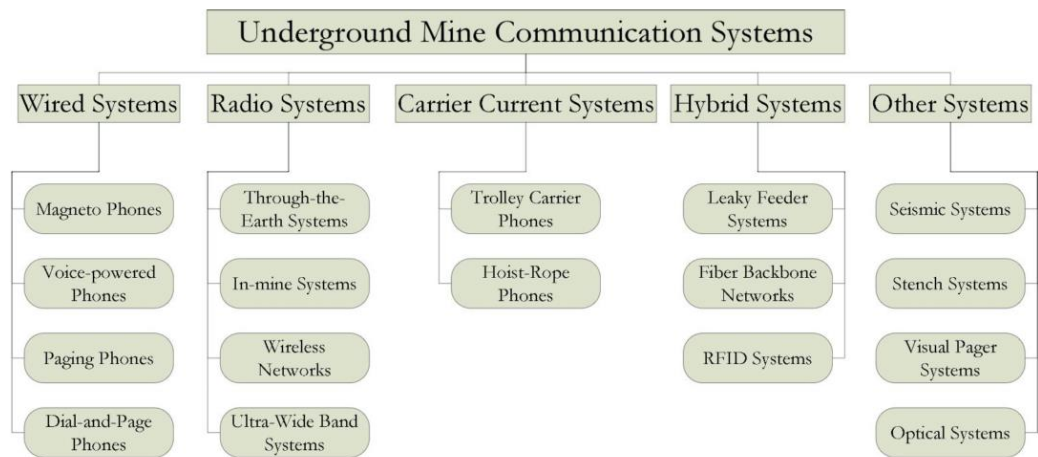 Underground Mine Communication Systems
Wired Systems
Radio Systems
Carrier Current Systems
Hybrid Systems
Other Systems
Magneto Phones
Voice-powered
Phones
Paging Phones
Dial-and-Page
Phones
Through-the-
Earth Systems
In-mine Systems
Wireless
Networks
Ultra-Wide Band
Systems
Trolley Carrier
Phones
Hoist-Rope
Phones
Leaky Feeder
Systems
Fiber Backbone
Networks
RFID Systems
Seismic Systems
Stench Systems
Visual Pager
Systems
Optical Systems